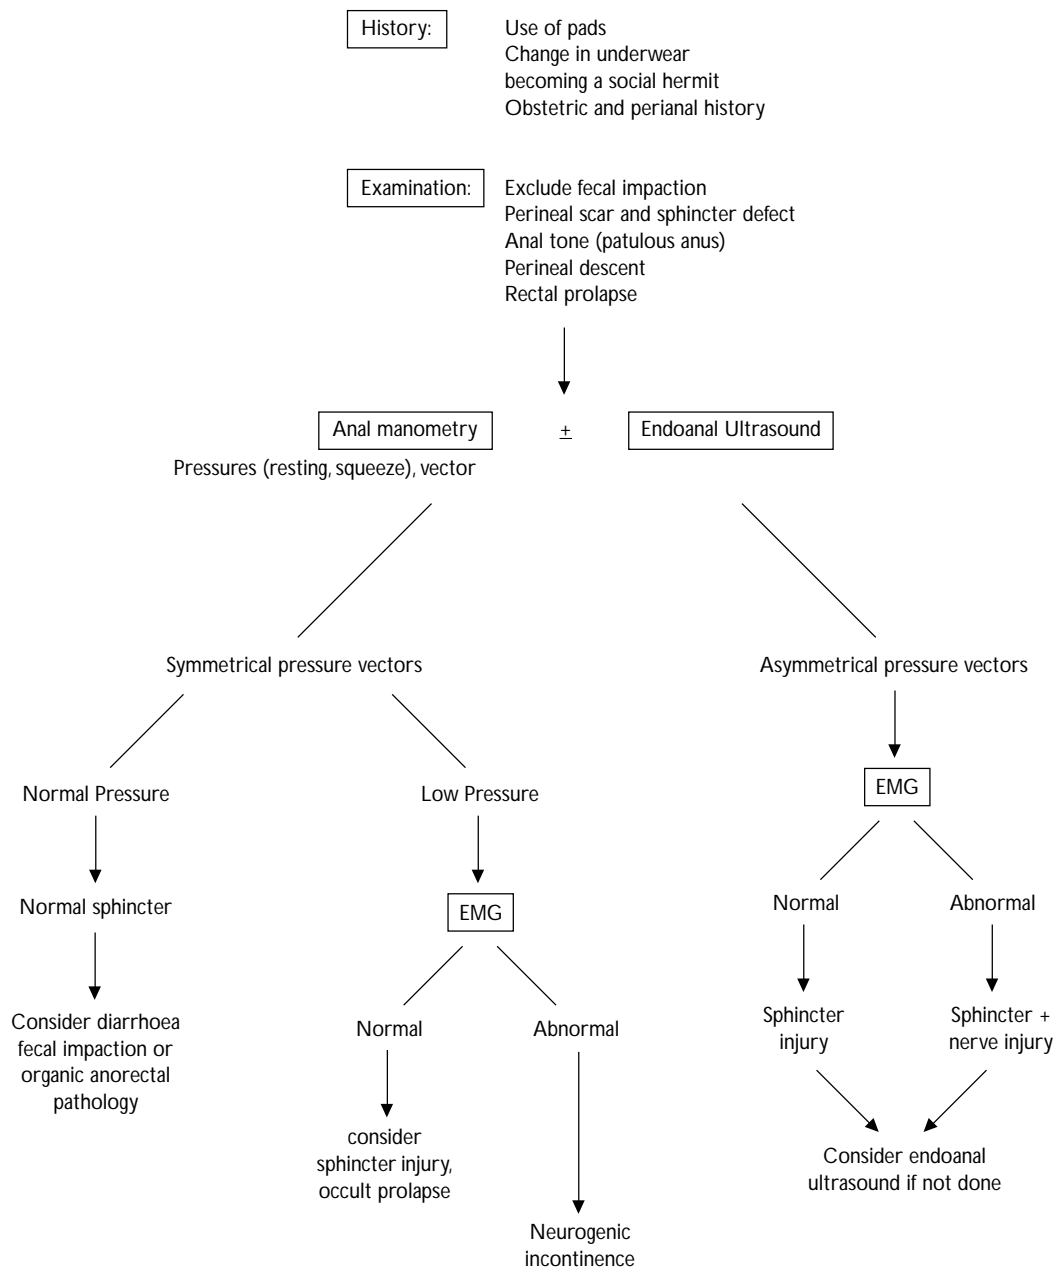 History:
Use of pads
Change in underwear
becoming a social hermit
Obstetric and perianal history
Examination:
Exclude fecal impaction
Perineal scar and sphincter defect
Anal tone (patulous anus)
Perineal descent
Rectal prolapse
Anal manometry
±
Endoanal Ultrasound
Pressures (resting, squeeze), vector
Symmetrical pressure vectors
Asymmetrical pressure vectors
Normal Pressure
Low Pressure
EMG
Normal sphincter
EMG
Normal
Abnormal
Consider diarrhoea
fecal impaction or
organic anorectal
pathology
Normal
Abnormal
Sphincter
injury
Sphincter +
nerve injury
consider
sphincter injury,
occult prolapse
Neurogenic
incontinence
Consider endoanal
ultrasound if not done